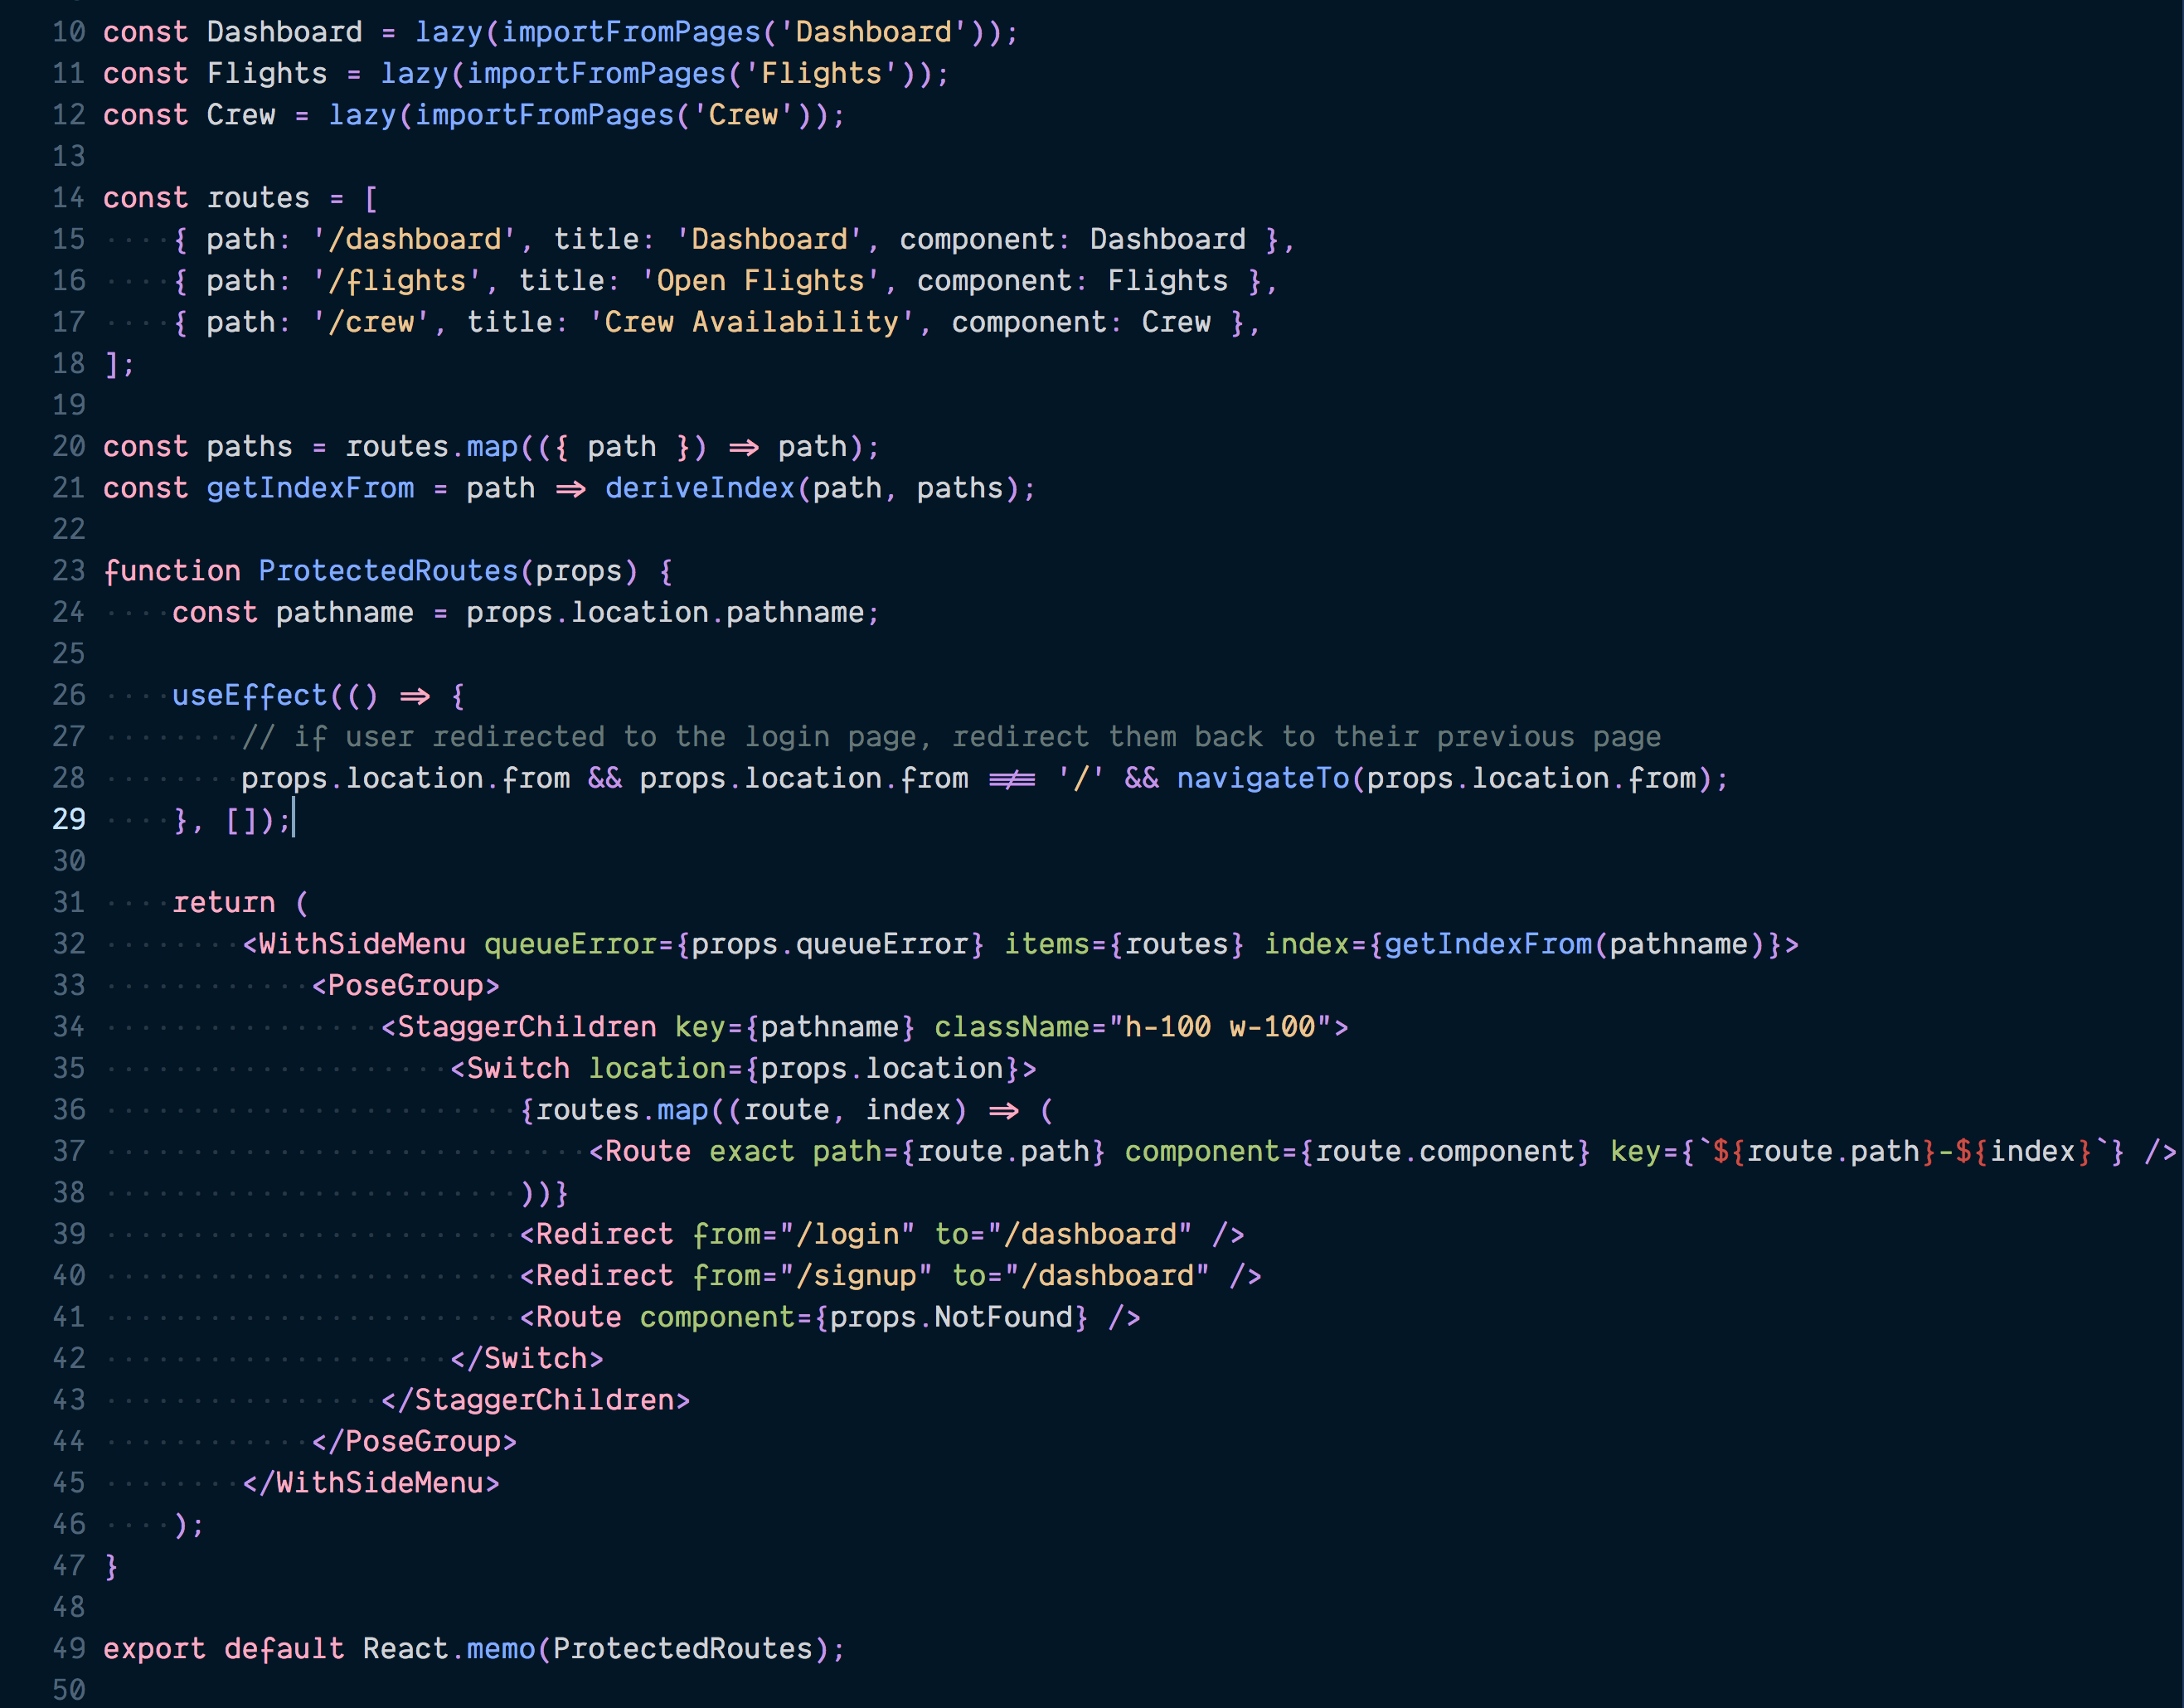 10 const Dashboard = lazy(importFromPages('Dashboard'));
11 const Flights = lazy(importFromPages('Flights'));
12 const Crew = lazy(importFromPages('Crew'));
13
14 const routes = [
15     { path: '/dashboard', title: 'Dashboard', component: Dashboard },
16     { path: '/flights', title: 'Open Flights', component: Flights },
17     { path: '/crew', title: 'Crew Availability', component: Crew },
18 ];
19
20 const paths = routes.map(({ path }) => path);
21 const getIndexFrom = path => deriveIndex(path, paths);
22
23 function ProtectedRoutes(props) {
24     const pathname = props.location.pathname;
25
26     useEffect(() => {
27         // if user redirected to the login page, redirect them back to their previous page
28         props.location.from && props.location.from !== '/' && navigateTo(props.location.from);
29     }, []);
30
31     return (
32         <WithSideMenu queueError={props.queueError} items={routes} index={getIndexFrom(pathname)}>
33             <PoseGroup>
34                 <StaggerChildren key={pathname} className="h-100 w-100">
35                     <Switch location={props.location}>
36                         {routes.map((route, index) => (
37                             <Route exact path={route.path} component={route.component} key={`${route.path}-${index}`} />
38                         ))}
39                         <Redirect from="/login" to="/dashboard" />
40                         <Redirect from="/signup" to="/dashboard" />
41                         <Route component={props.NotFound} />
42                     </Switch>
43                 </StaggerChildren>
44             </PoseGroup>
45         </WithSideMenu>
46     );
47 }
48
49 export default React.memo(ProtectedRoutes);
50